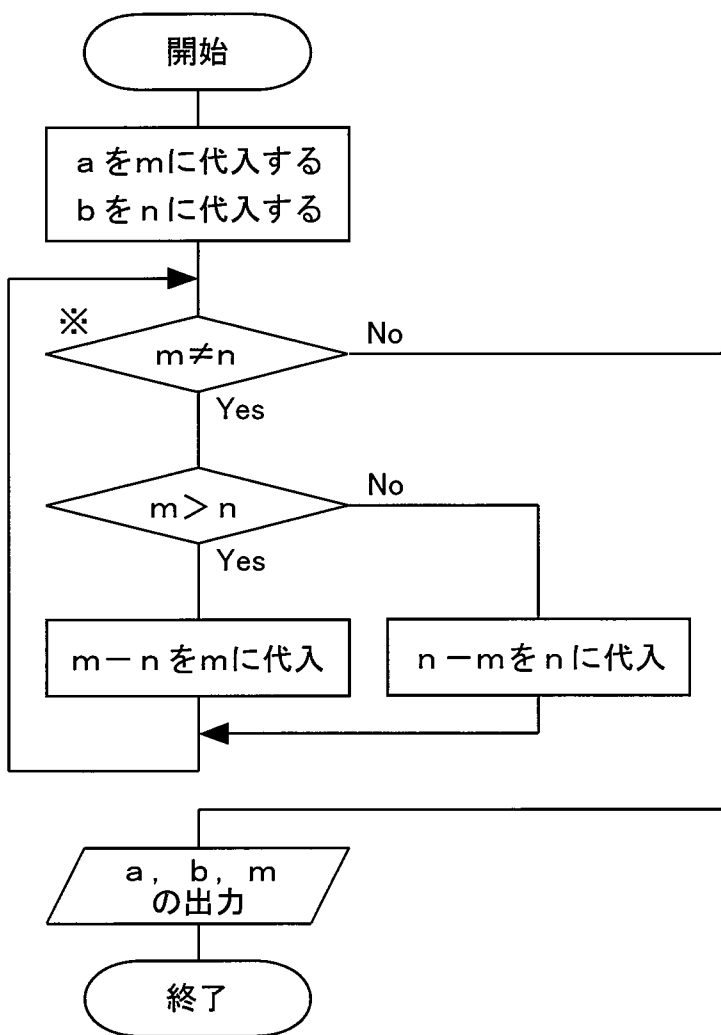 開始
aをmに代入する
bをnに代入する
※
m≠n
No
Yes
m＞n
No
Yes
m－nをmに代入
n－mをnに代入
a，b，m
の出力
終了